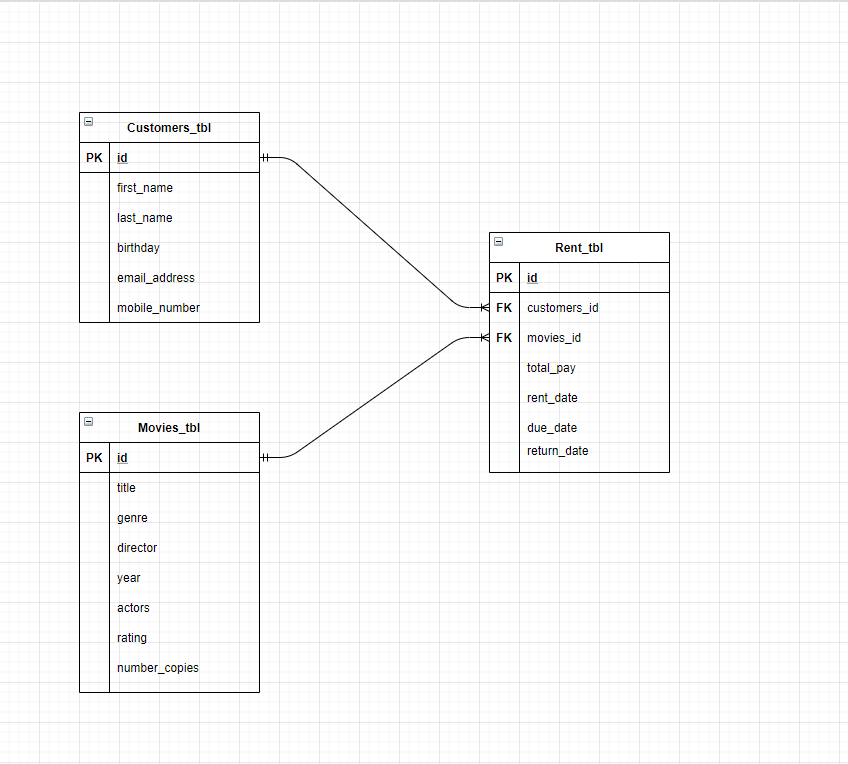 Customers_tbl
PK id
first_name
last_name
birthday
email_address
mobile_number
Rent_tbl
PK id
FK customers_id
FK movies_id
total_pay
rent_date
due_date
return_date
Movies_tbl
PK id
title
genre
director
year
actors
rating
number_copies